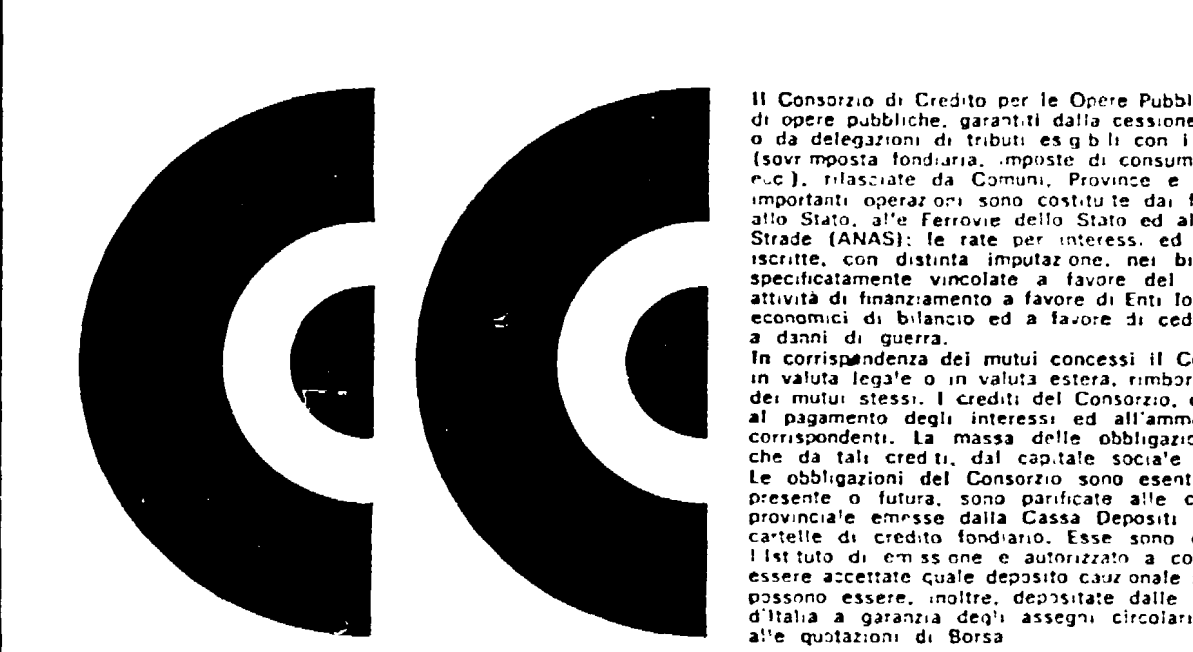 Il Consorzio di Credito per le Opere Pubbl
di opere pubbliche, garantiti dalla cessione
o da delegazioni di tributi esigibili con i
(sovrimposta fondiaria, imposte di consum
ecc.), rilasciate da Comuni, Province e
importanti operazioni sono costituite dai f
allo Stato, alle Ferrovie dello Stato ed al
Strade (ANAS); le rate per interessi ed
iscritte, con distinta imputazione, nei bi
specificatamente vincolate a favore del
attività di finanziamento a favore di Enti lo
economici di bilancio ed a favore di ced
a danni di guerra.
In corrispondenza dei mutui concessi il C
in valuta legale o in valuta estera, rimbor
dei mutui stessi. I crediti del Consorzio,
al pagamento degli interessi ed all'amm
corrispondenti. La massa delle obbligazio
che da tali crediti, dal capitale sociale
Le obbligazioni del Consorzio sono esent
presente o futura, sono parificate alle c
provinciale emesse dalla Cassa Depositi
cartelle di credito fondiario. Esse sono
l'Istituto di emissione e autorizzato a co
essere accettate quale deposito cauzionale
possono essere, inoltre, depositate dalle
d'Italia a garanzia degli assegni circolari
alle quotazioni di Borsa